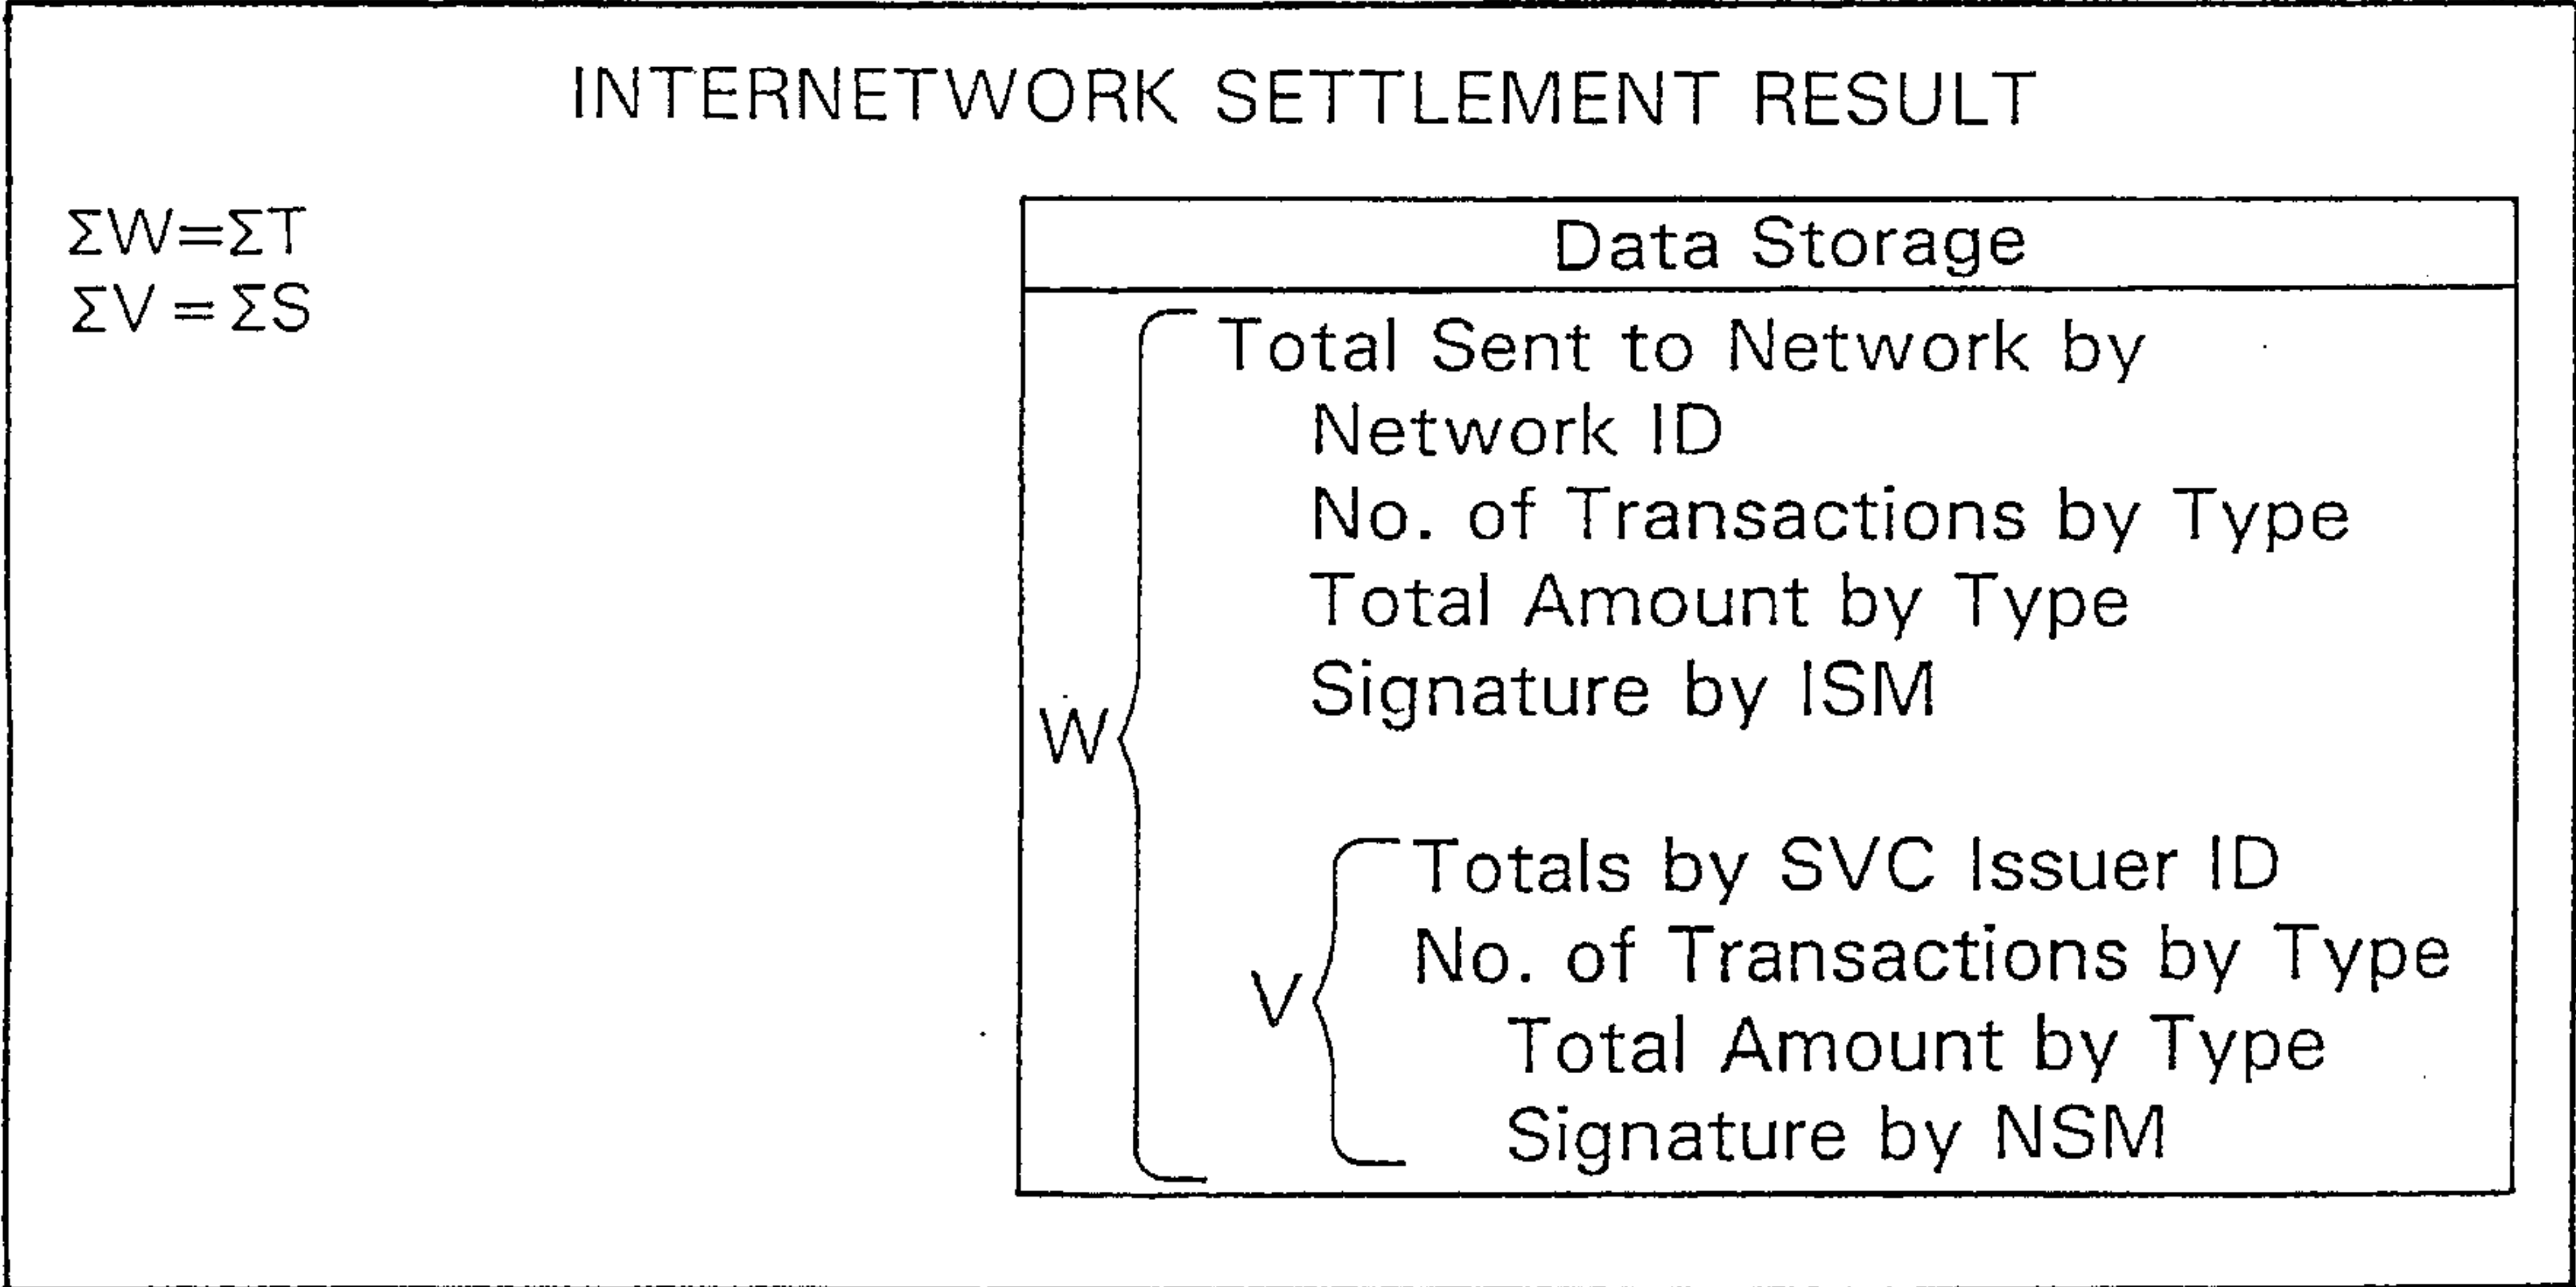 INTERNETWORK SETTLEMENT RESULT
ΣW=ΣT
ΣV=ΣS
Data Storage
Total Sent to Network by
Network ID
No. of Transactions by Type
Total Amount by Type
Signature by ISM
W
Totals by SVC Issuer ID
No. of Transactions by Type
V
Total Amount by Type
Signature by NSM